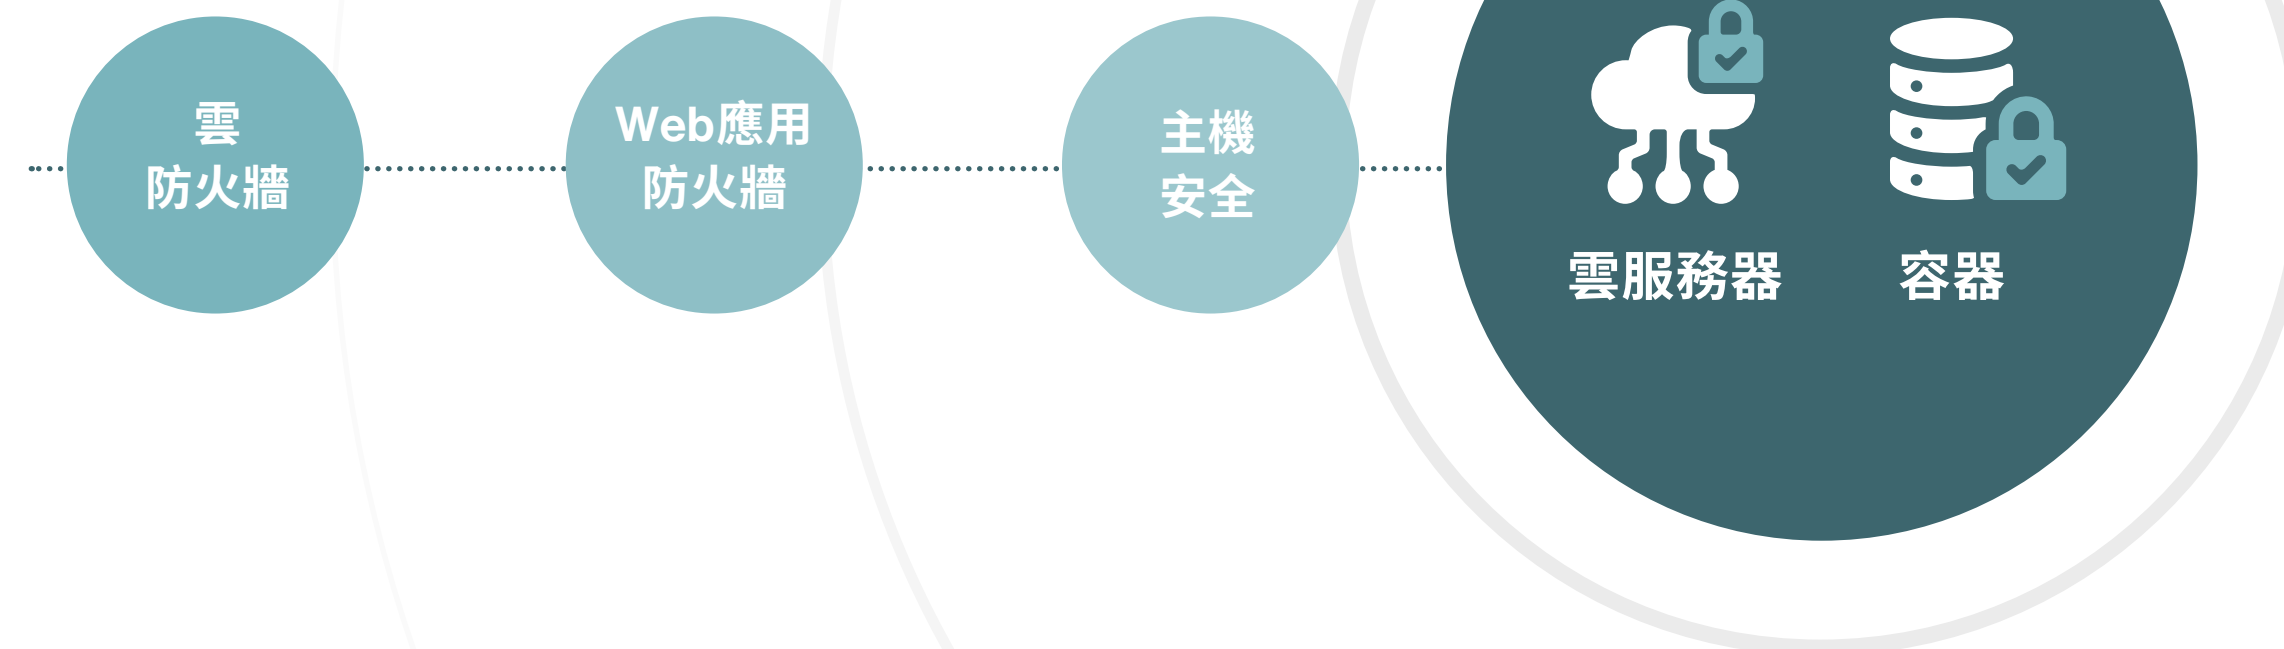 雲
防火牆
Web應用
防火牆
主機
安全
雲服務器
容器